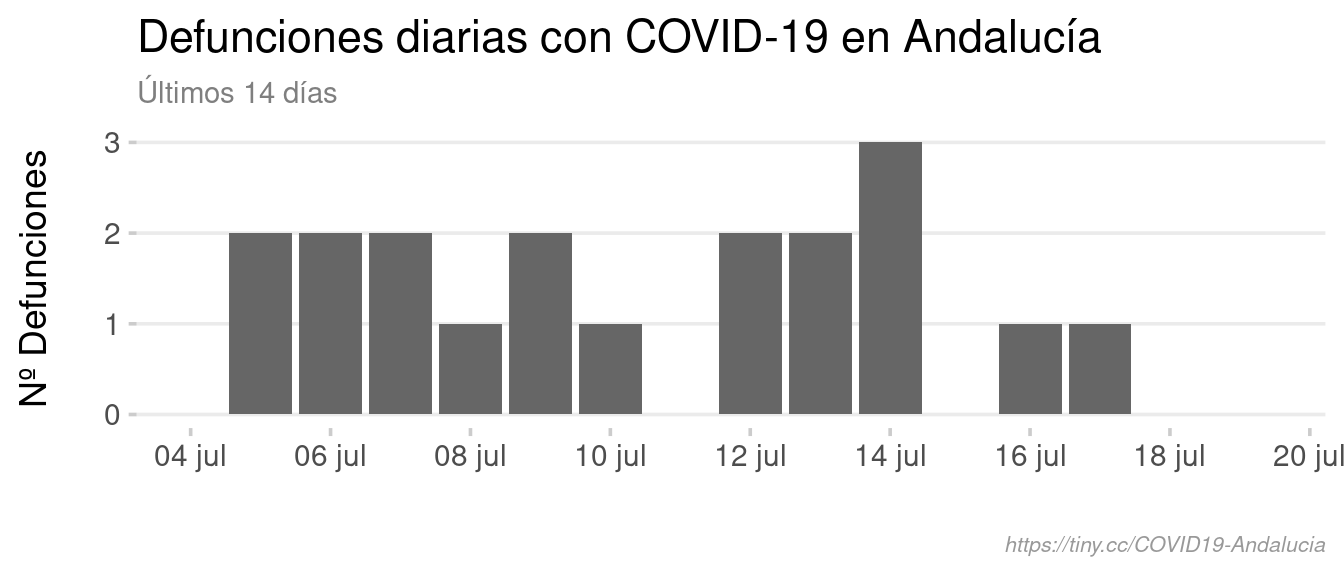 Defunciones diarias con COVID-19 en Andalucía
Últimos 14 días
Nº Defunciones
3
2
1
0
04 jul 06 jul 08 jul 10 jul 12 jul 14 jul 16 jul 18 jul 20 jul
https://tiny.cc/COVID19-Andalucia